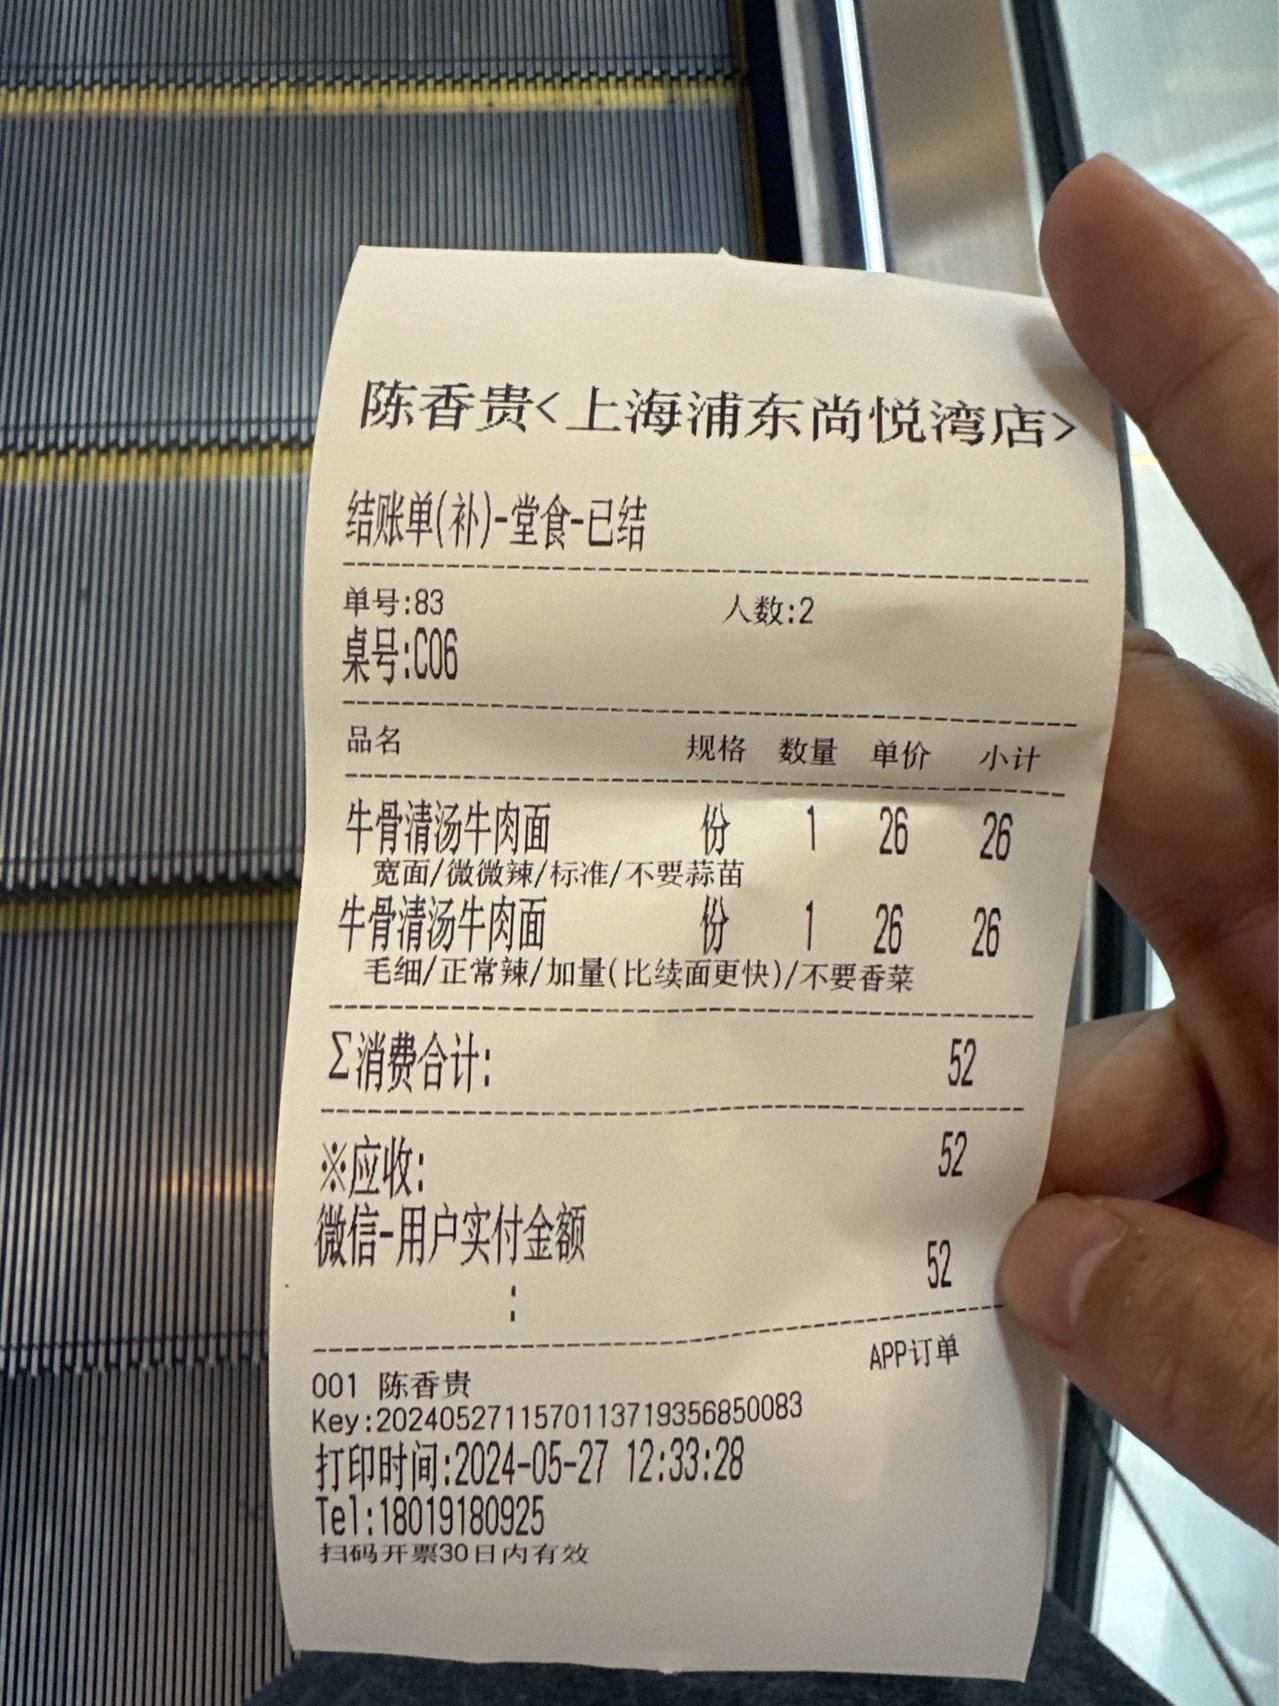 陈香贵<上海浦东尚悦湾店>
结账单(补)-堂食-已结
单号:83 人数:2
桌号:C06
品名 规格 数量 单价 小计
牛骨清汤牛肉面 份 1 26 26
宽面/微微辣/标准/不要蒜苗
牛骨清汤牛肉面 份 1 26 26
毛细/正常辣/加量(比续面更快)/不要香菜
Σ消费合计: 52
※应收: 52
微信-用户实付金额
: 52
APP订单
001 陈香贵
Key:202405271157011371935685​0083
打印时间:2024-05-27 12:33:28
Tel:18019180925
扫码开票30日内有效